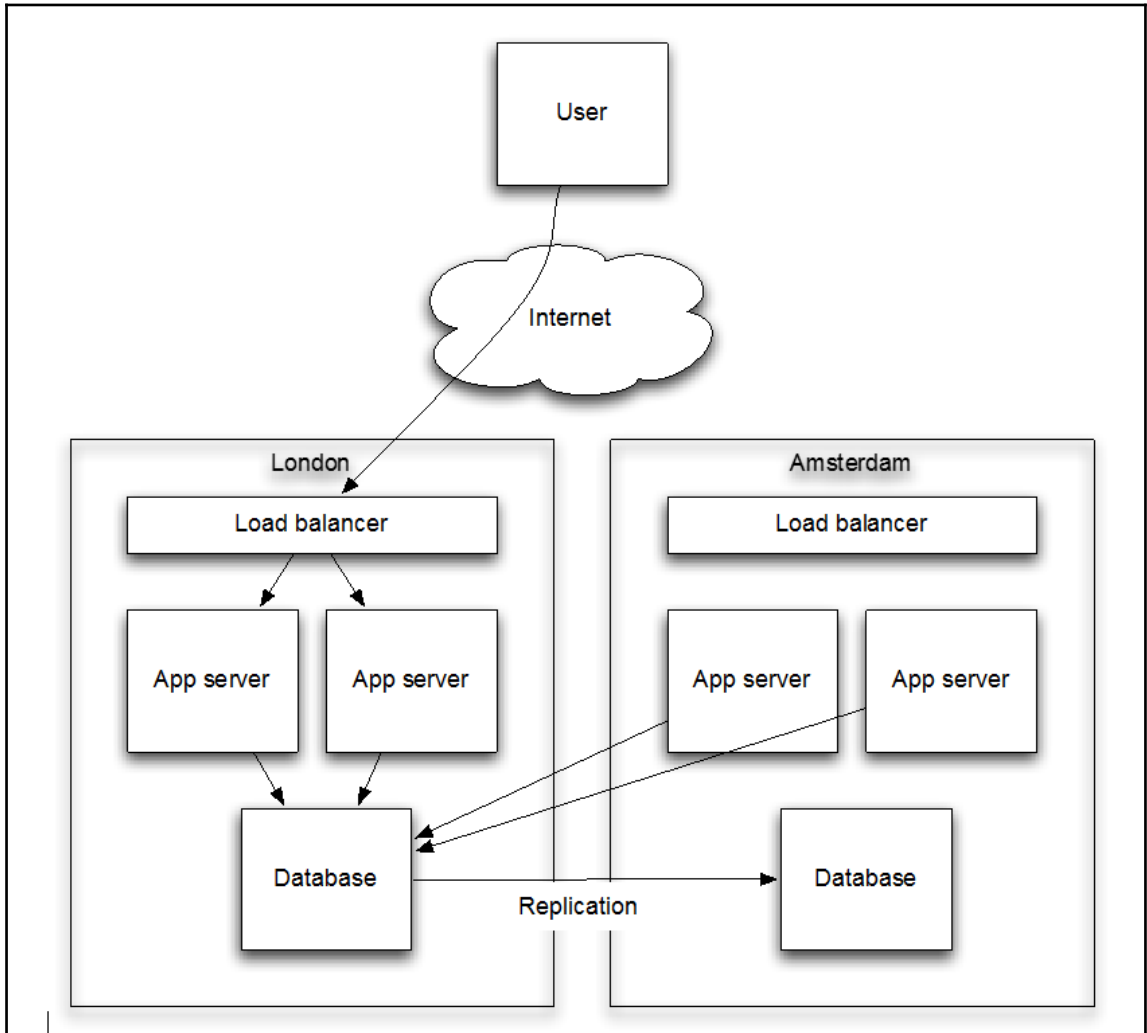 User
Internet
London
Amsterdam
Load balancer
Load balancer
App server
App server
App server
App server
Database
Database
Replication